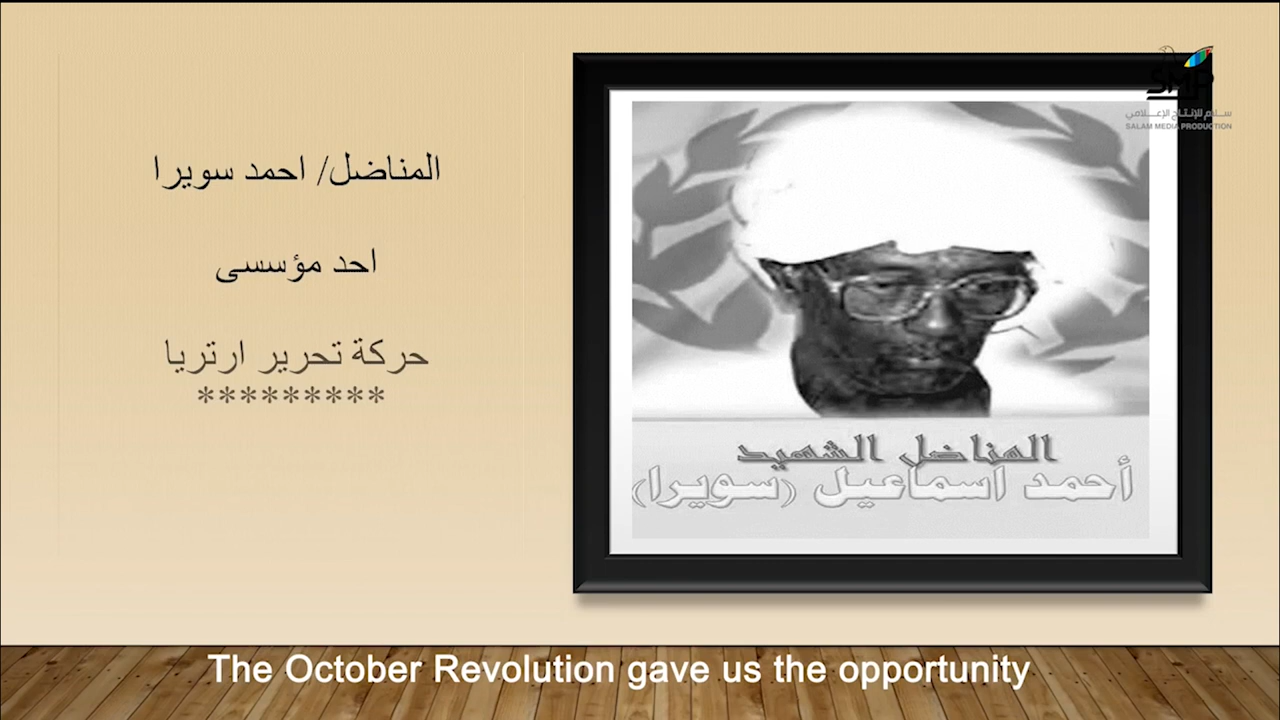 المناضل/ احمد سويرا
احد مؤسسى
حركة تحرير ارتريا
*********
SMP
سلام للإنتاج الإعلامي
SALAM MEDIA PRODUCTION
المناضل الشهيد
أحمد اسماعيل (سويرا)
The October Revolution gave us the opportunity